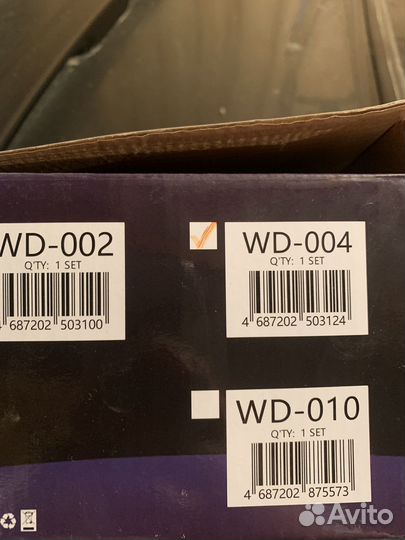 WD-002
Q'TY: 1 SET
4 687202 503100
WD-004
Q'TY: 1 SET
4 687202 503124
WD-010
Q'TY: 1 SET
4 687202 875573
Avito